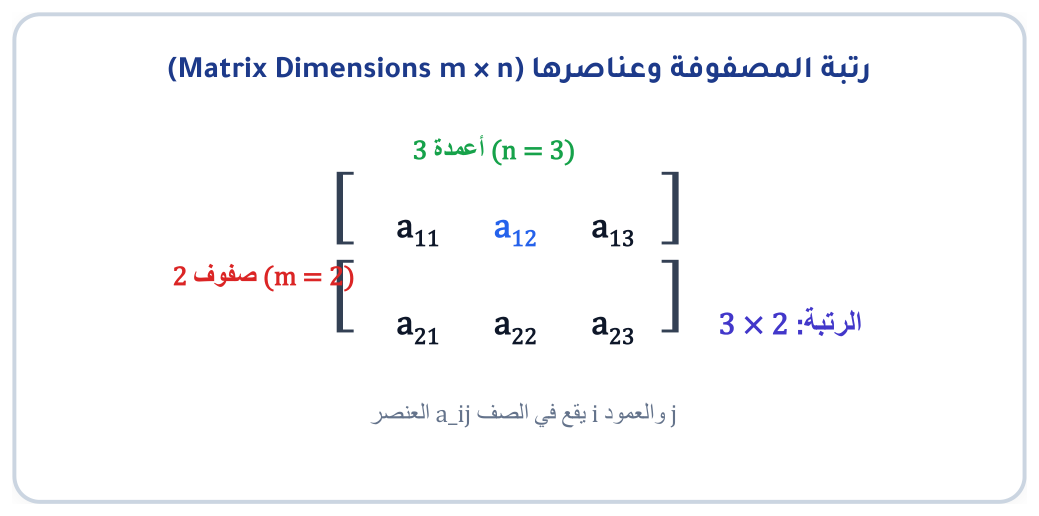 رتبة المصفوفة وعناصرها (Matrix Dimensions m × n)
3 أعمدة (n = 3)
a11 a12 a13
2 صفوف (m = 2)
a21 a22 a23
الرتبة: 2 × 3
العنصر a_ij يقع في الصف i والعمود j